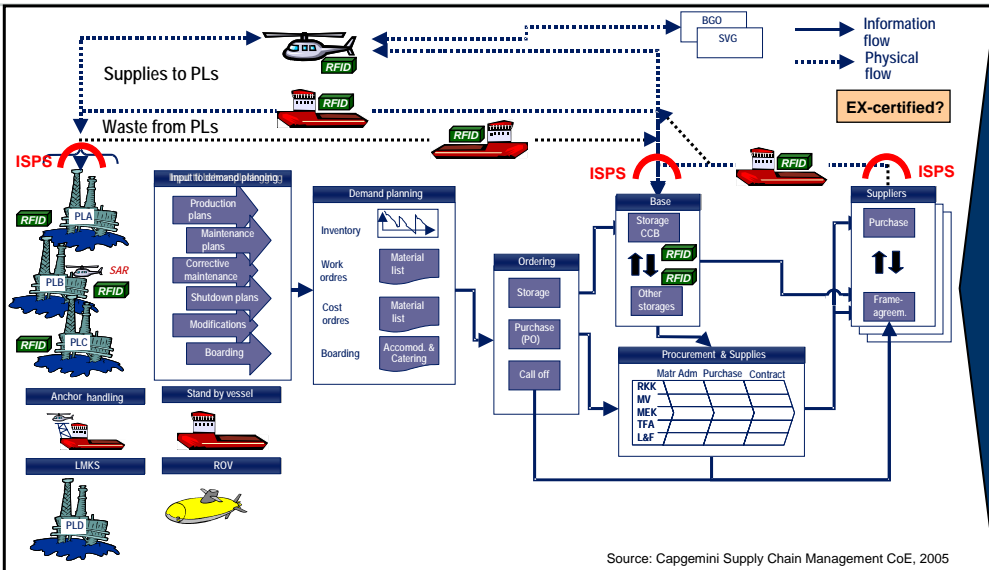 BGO
SVG
Information
flow
Physical
flow
RFID
Supplies to PLs
RFID
EX-certified?
Waste from PLs
RFID
RFID
ISPS
ISPS
ISPS
Input to demand planning
Production
plans
Maintenance
plans
Corrective
maintenance
Shutdown plans
Modifications
Boarding
Demand planning
Inventory
Work
ordres
Material
list
Cost
ordres
Material
list
Boarding
Accomod. &
Catering
Ordering
Storage
Purchase
(PO)
Call off
Base
Storage
CCB
RFID
RFID
Other
storages
Suppliers
Purchase
Frame-
agreem.
Procurement & Supplies
Matr Adm Purchase Contract
RKK
MV
MEK
TFA
L&F
RFID
PLA
PLB
SAR
RFID
RFID
PLC
Anchor handling
Stand by vessel
LMKS
ROV
PLD
Source: Capgemini Supply Chain Management CoE, 2005